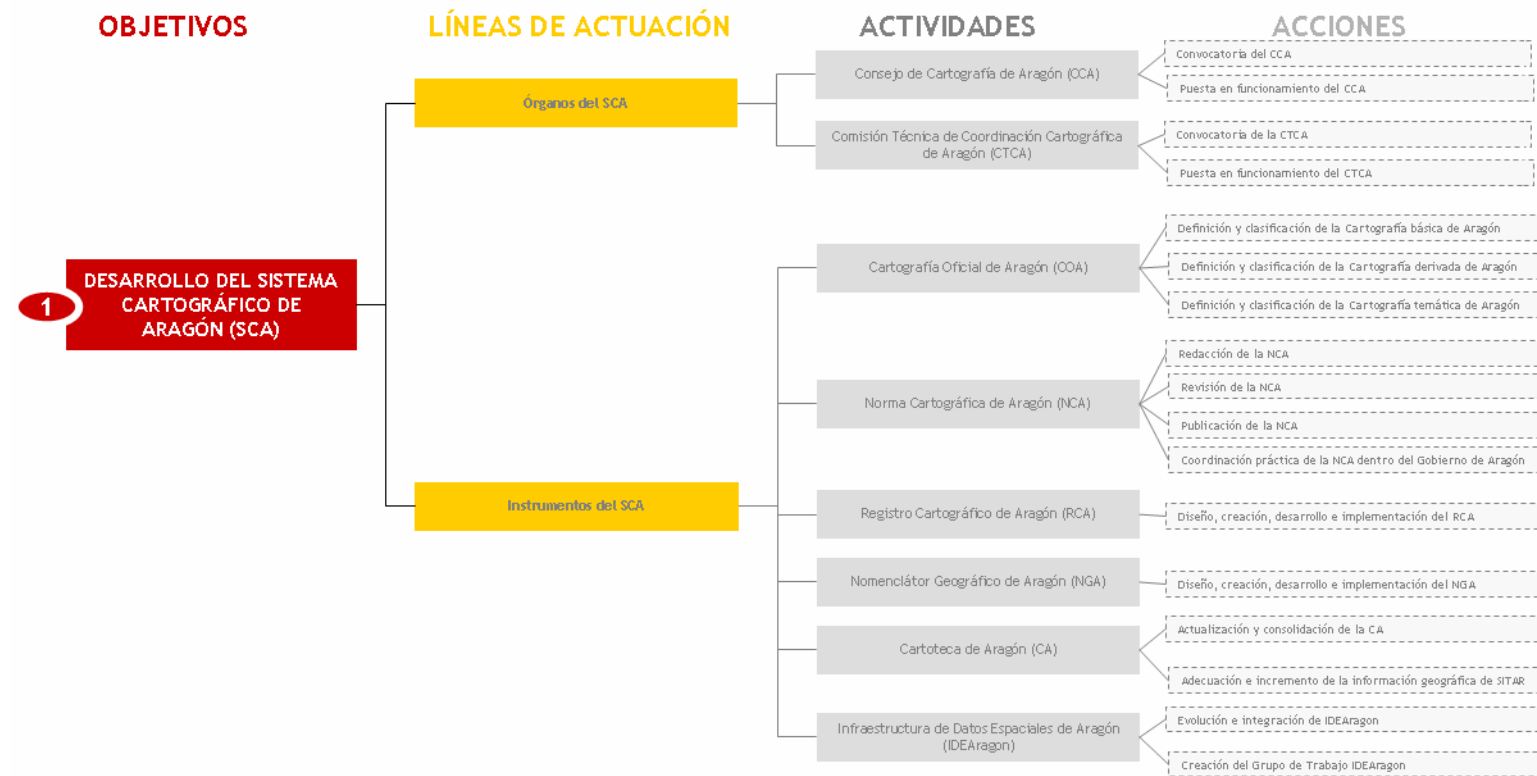 OBJETIVOS
LÍNEAS DE ACTUACIÓN
ACTIVIDADES
ACCIONES
1
DESARROLLO DEL SISTEMA
CARTOGRÁFICO DE
ARAGÓN (SCA)
Órganos del SCA
Consejo de Cartografía de Aragón (CCA)
Convocatoria del CCA
Puesta en funcionamiento del CCA
Comisión Técnica de Coordinación Cartográfica
de Aragón (CTCA)
Convocatoria de la CTCA
Puesta en funcionamiento del CTCA
Instrumentos del SCA
Cartografía Oficial de Aragón (COA)
Definición y clasificación de la Cartografía básica de Aragón
Definición y clasificación de la Cartografía derivada de Aragón
Definición y clasificación de la Cartografía temática de Aragón
Norma Cartográfica de Aragón (NCA)
Redacción de la NCA
Revisión de la NCA
Publicación de la NCA
Coordinación práctica de la NCA dentro del Gobierno de Aragón
Registro Cartográfico de Aragón (RCA)
Diseño, creación, desarrollo e implementación del RCA
Nomenclátor Geográfico de Aragón (NGA)
Diseño, creación, desarrollo e implementación del NGA
Cartoteca de Aragón (CA)
Actualización y consolidación de la CA
Adecuación e incremento de la información geográfica de SITAR
Infraestructura de Datos Espaciales de Aragón
(IDEAragon)
Evolución e integración de IDEAragon
Creación del Grupo de Trabajo IDEAragon